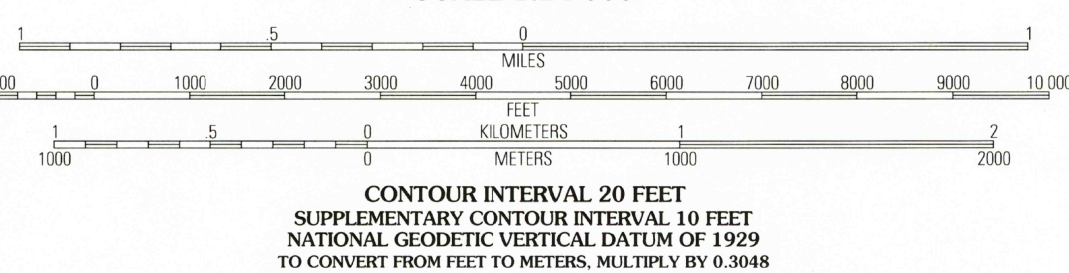 1 .5 0 1
MILES
0 1000 2000 3000 4000 5000 6000 7000 8000 9000 10 000
FEET
1 .5 0 KILOMETERS 1 2
1000 0 METERS 1000 2000
CONTOUR INTERVAL 20 FEET
SUPPLEMENTARY CONTOUR INTERVAL 10 FEET
NATIONAL GEODETIC VERTICAL DATUM OF 1929
TO CONVERT FROM FEET TO METERS, MULTIPLY BY 0.3048